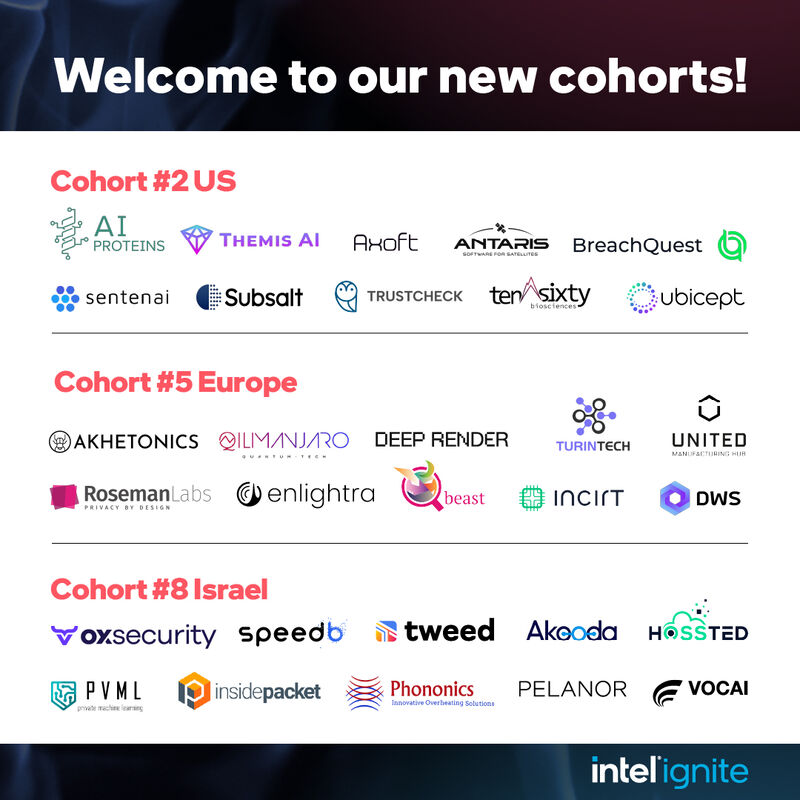 Welcome to our new cohorts!
Cohort #2 US
AI PROTEINS
THEMIS AI
Axoft
ANTARIS
SOFTWARE FOR SATELLITES
BreachQuest
sentenai
Subsalt
TRUSTCHECK
tensixty
biosciences
ubicept
Cohort #5 Europe
AKHETONICS
QILMANJARO
QUANTUM-TECH
DEEP RENDER
TURINTECH
UNITED
MANUFACTURING HUB
RosemanLabs
PRIVACY BY DESIGN
enlightra
Qbeast
INCIRT
DWS
Cohort #8 Israel
oxsecurity
speedb
tweed
Akooda
HOSSTED
PVML
private machine learning
insidepacket
Phononics
Innovative Overheating Solutions
PELANOR
VOCAI
intel ignite